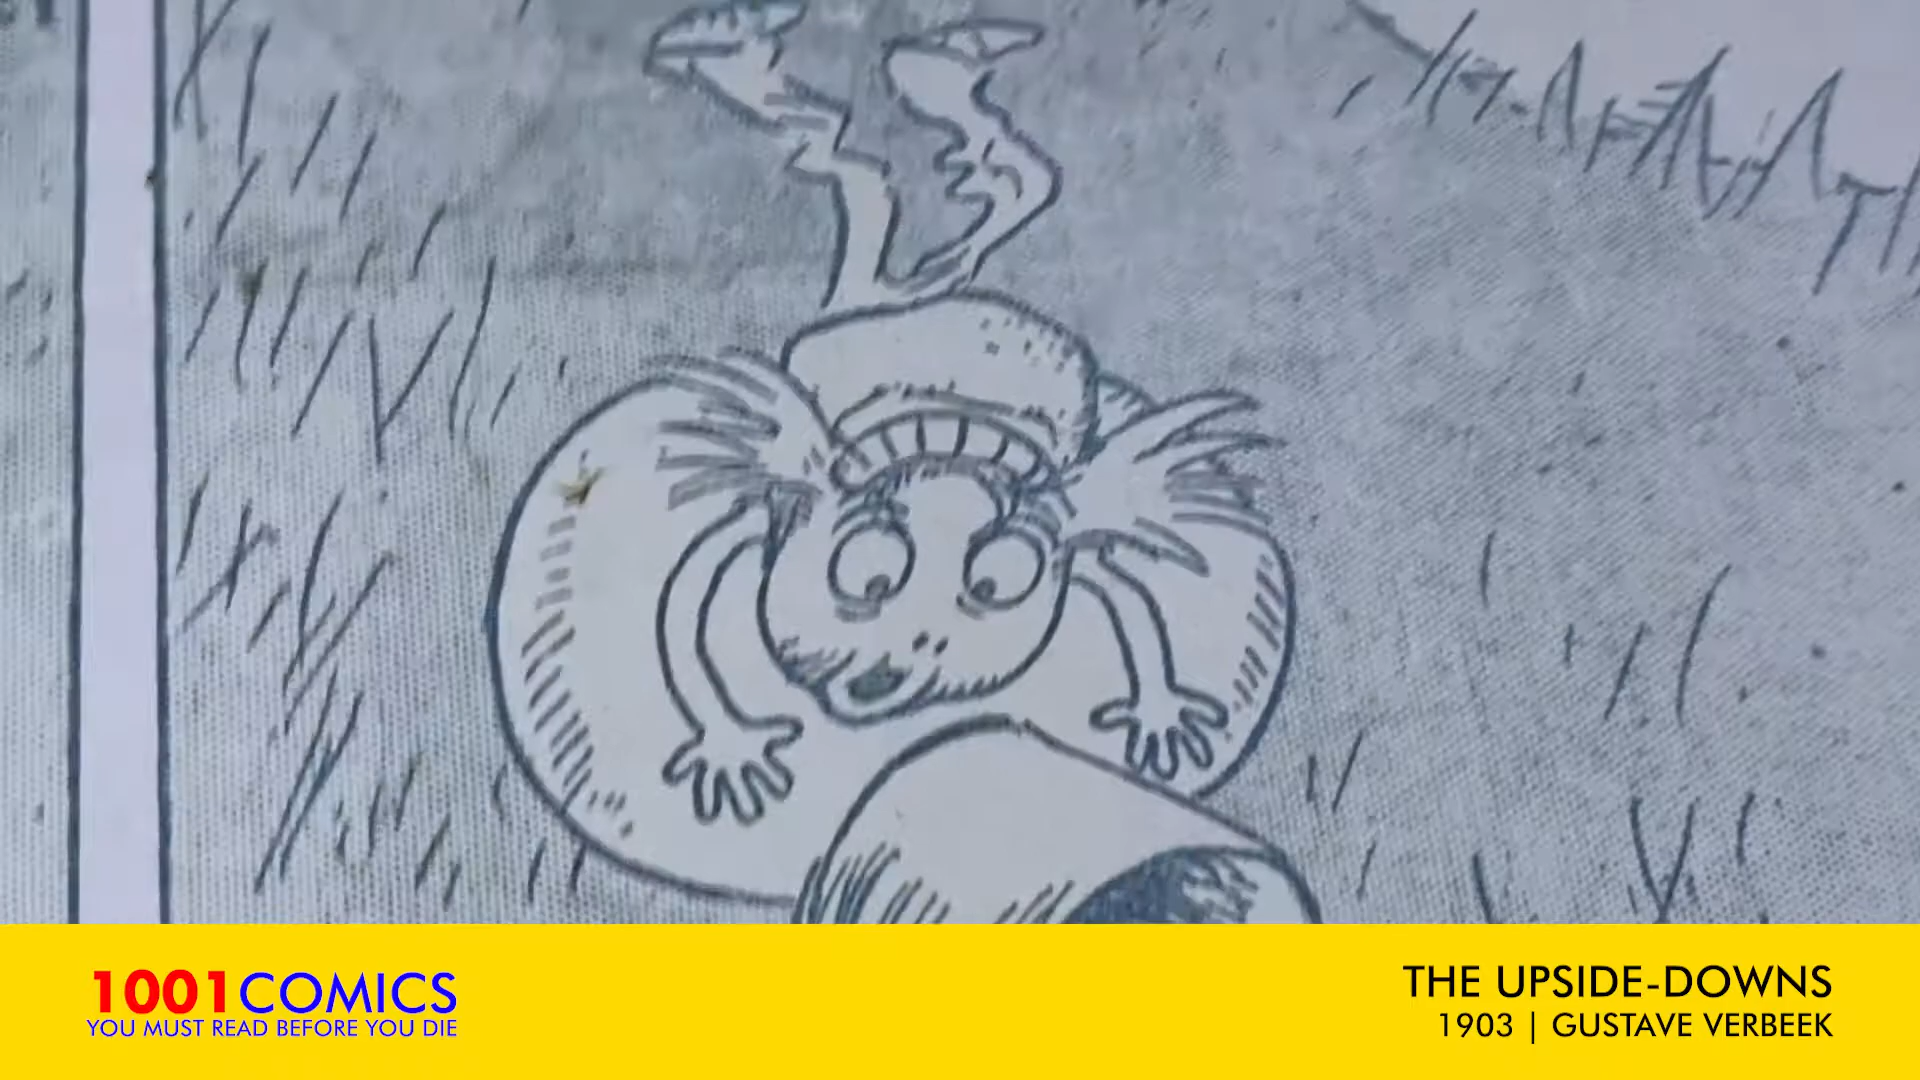 1001COMICS
YOU MUST READ BEFORE YOU DIE
THE UPSIDE-DOWNS
1903 | GUSTAVE VERBEEK